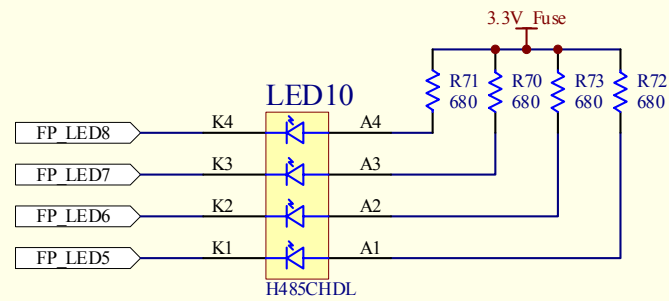 3.3V_Fuse
R71
680
R70
680
R73
680
R72
680
LED10
FP_LED8
K4
A4
FP_LED7
K3
A3
FP_LED6
K2
A2
FP_LED5
K1
A1
H485CHDL